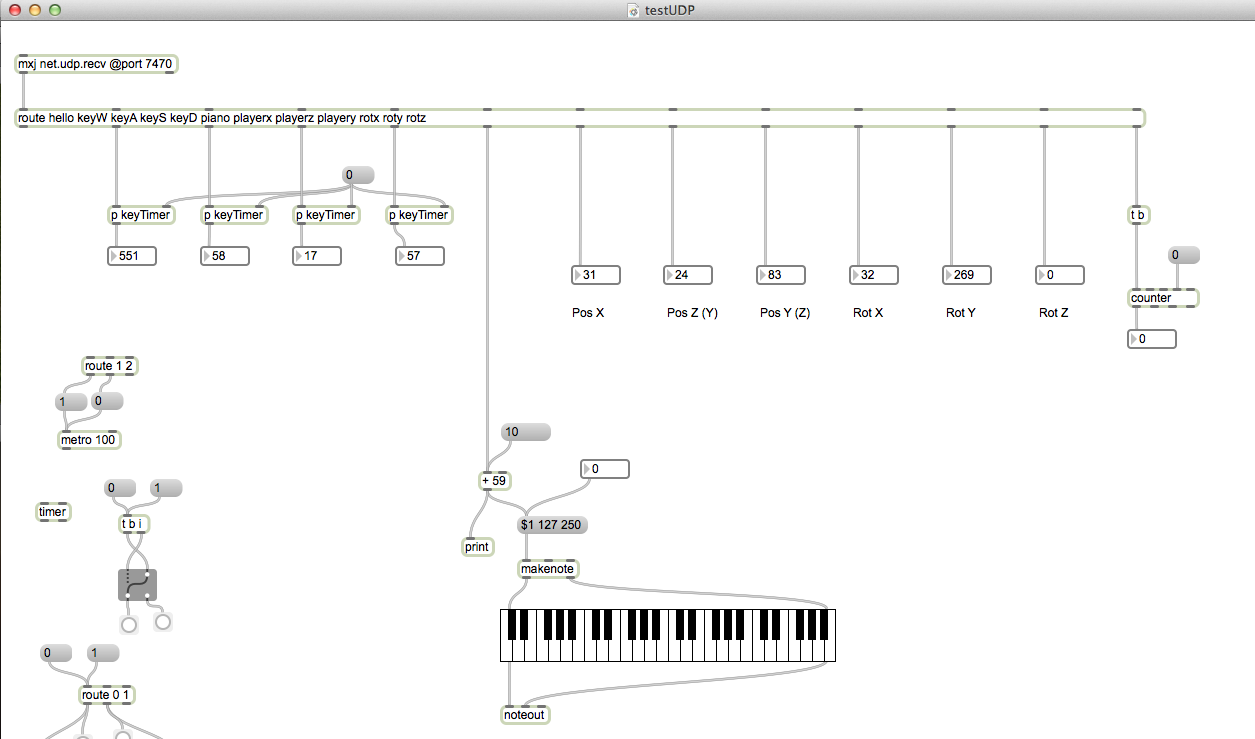 testUDP
mxj net.udp.recv @port 7470
route hello keyW keyA keyS keyD piano playerx playerz playery rotx roty rotz
0
p keyTimer p keyTimer p keyTimer p keyTimer
t b
551 58 17 57
0
31 24 83 32 269 0
counter
Pos X Pos Z (Y) Pos Y (Z) Rot X Rot Y Rot Z
0
route 1 2
1 0
metro 100
10
0
+ 59
0 1
timer
t b i
$1 127 250
print
makenote
0 1
route 0 1
noteout